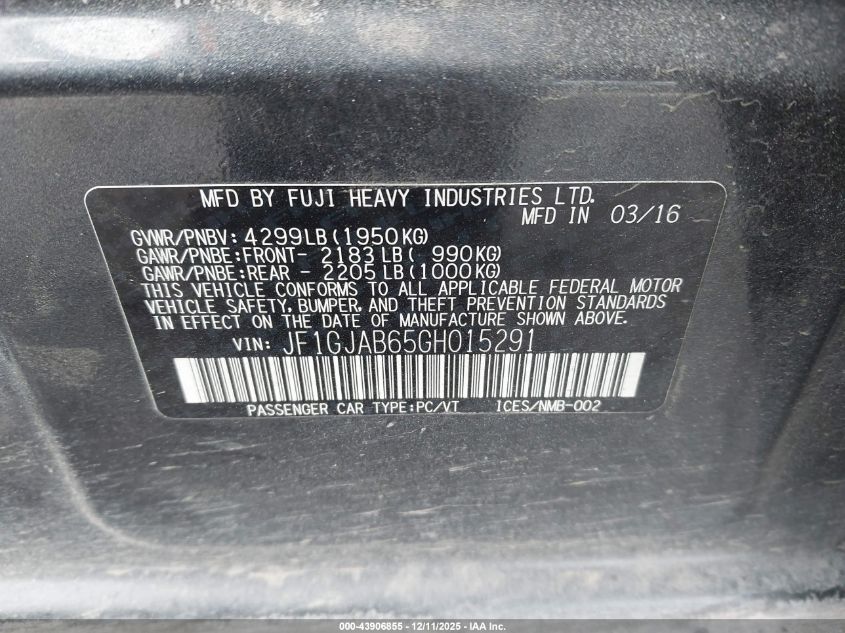 MFD BY FUJI HEAVY INDUSTRIES LTD.
MFD IN 03/16
GVWR/PNBV: 4299LB(1950KG)
GAWR/PNBE:FRONT- 2183LB( 990KG)
GAWR/PNBE:REAR - 2205LB(1000KG)
THIS VEHICLE CONFORMS TO ALL APPLICABLE FEDERAL MOTOR
VEHICLE SAFETY, BUMPER, AND THEFT PREVENTION STANDARDS
IN EFFECT ON THE DATE OF MANUFACTURE SHOWN ABOVE.
VIN: JF1GJAB65GH015291
PASSENGER CAR TYPE:PC/VT ICES/NMB-002
000-43906855 - 12/11/2025 - IAA Inc.